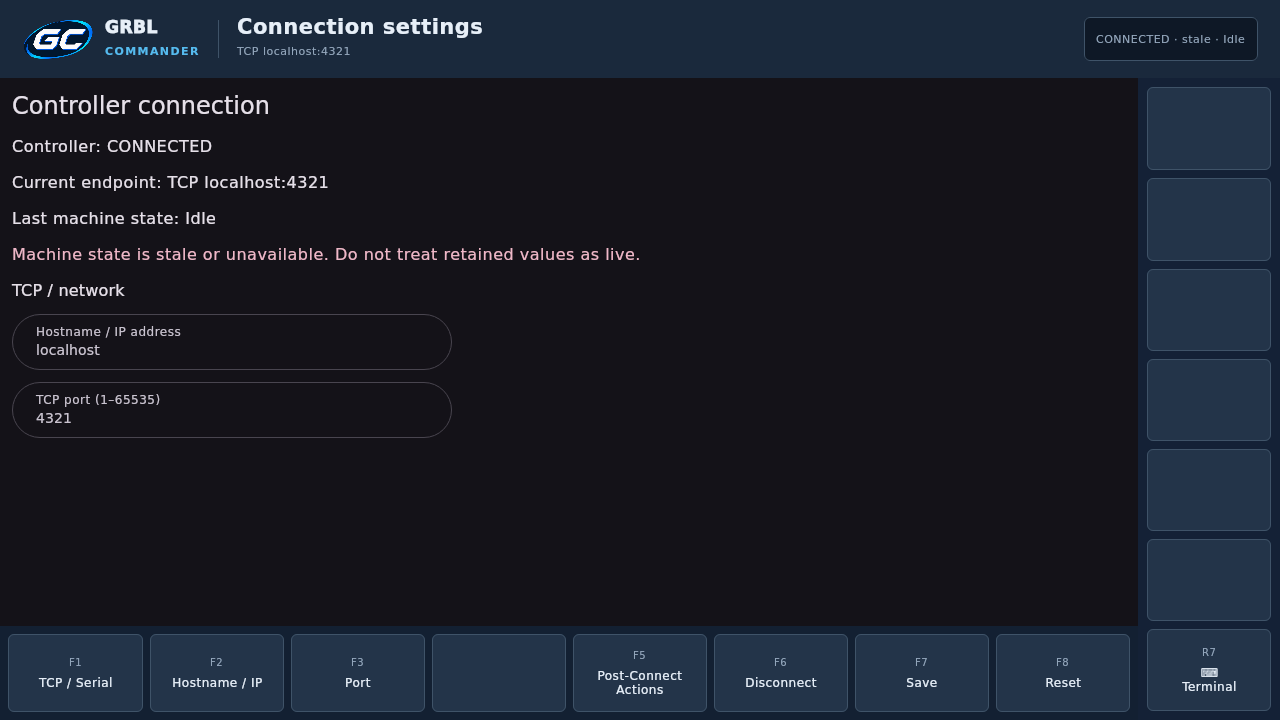 GC
GRBL
COMMANDER
Connection settings
TCP localhost:4321
CONNECTED · stale · Idle
Controller connection
Controller: CONNECTED
Current endpoint: TCP localhost:4321
Last machine state: Idle
Machine state is stale or unavailable. Do not treat retained values as live.
TCP / network
Hostname / IP address
localhost
TCP port (1–65535)
4321
F1
TCP / Serial
F2
Hostname / IP
F3
Port
F5
Post-Connect
Actions
F6
Disconnect
F7
Save
F8
Reset
R7
Terminal